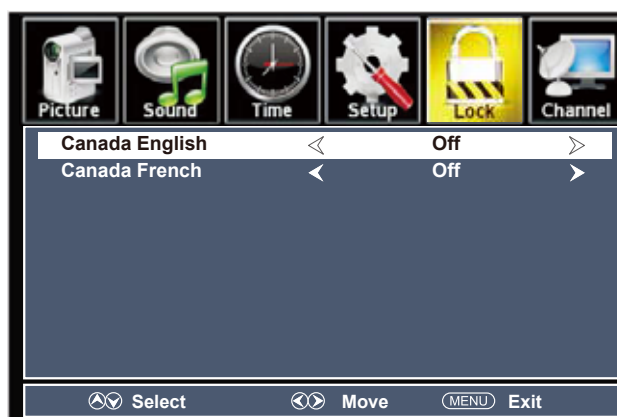 Picture Sound Time Setup Lock Channel
Canada English Off
Canada French Off
Select Move MENU Exit